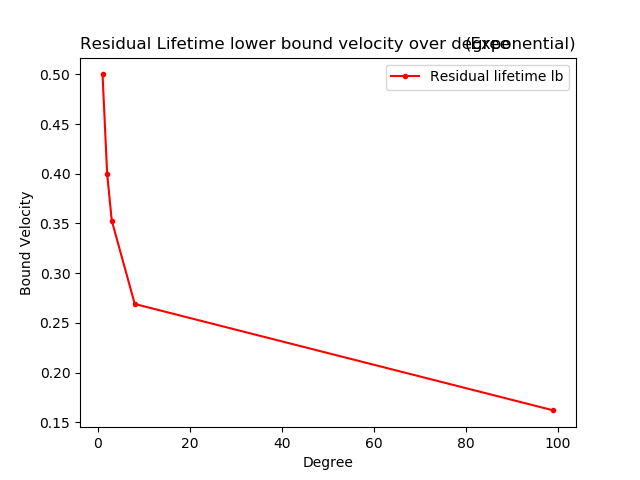 Residual Lifetime lower bound velocity over degree (Exponential)
Residual lifetime lb
0.50
0.45
0.40
0.35
0.30
0.25
0.20
0.15
Bound Velocity
0 20 40 60 80 100
Degree